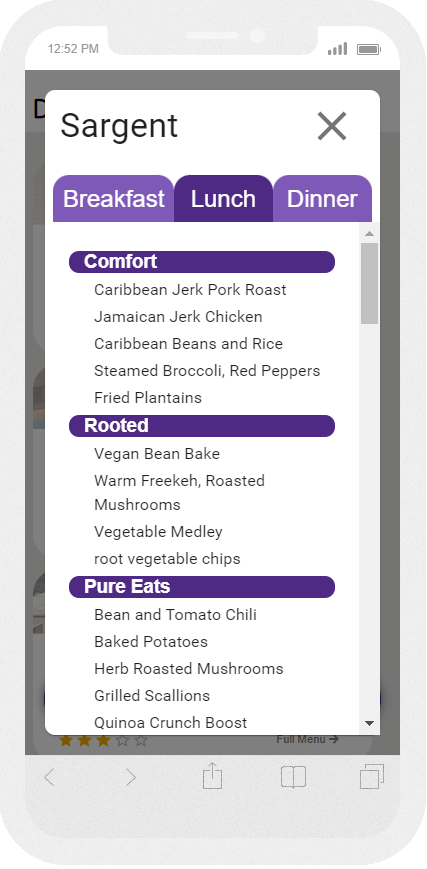 12:52 PM
D
Sargent
Breakfast Lunch Dinner
Comfort
Caribbean Jerk Pork Roast
Jamaican Jerk Chicken
Caribbean Beans and Rice
Steamed Broccoli, Red Peppers
Fried Plantains
Rooted
Vegan Bean Bake
Warm Freekeh, Roasted
Mushrooms
Vegetable Medley
root vegetable chips
Pure Eats
Bean and Tomato Chili
Baked Potatoes
Herb Roasted Mushrooms
Grilled Scallions
Quinoa Crunch Boost
Full Menu